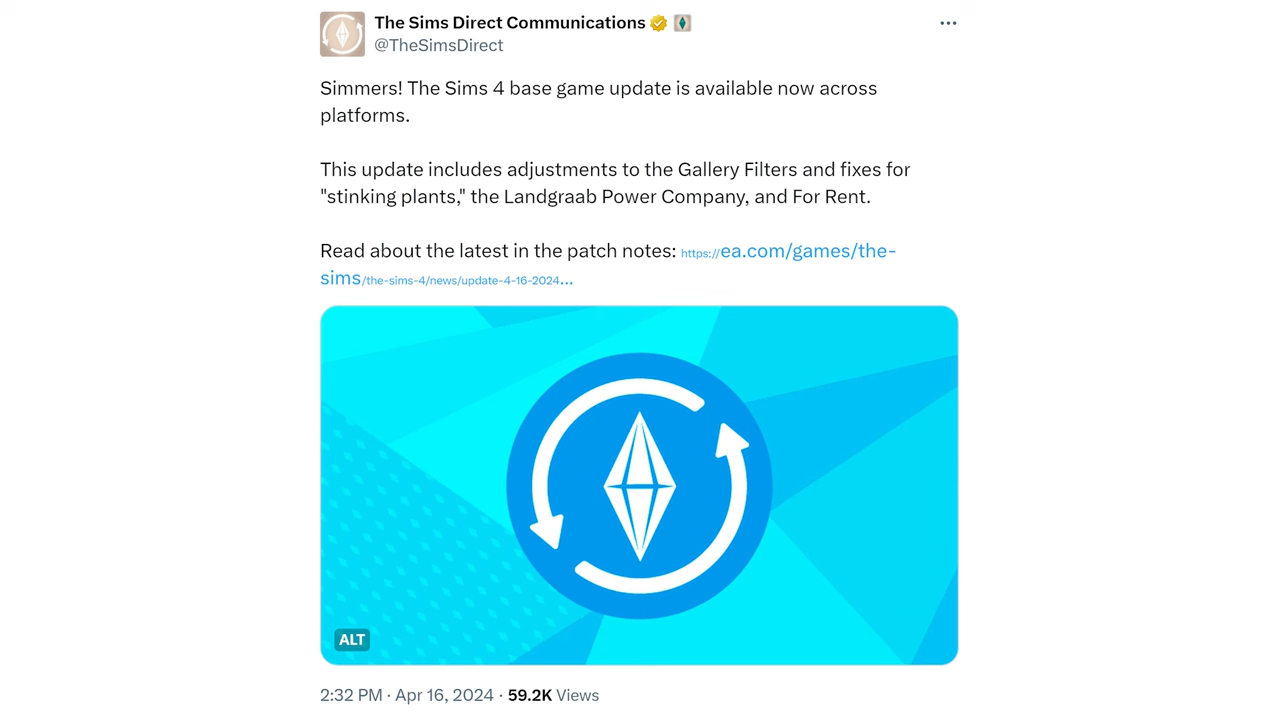 The Sims Direct Communications
@TheSimsDirect
Simmers! The Sims 4 base game update is available now across
platforms.
This update includes adjustments to the Gallery Filters and fixes for
"stinking plants," the Landgraab Power Company, and For Rent.
Read about the latest in the patch notes: https://ea.com/games/the-
sims/the-sims-4/news/update-4-16-2024...
ALT
2:32 PM · Apr 16, 2024 · 59.2K Views